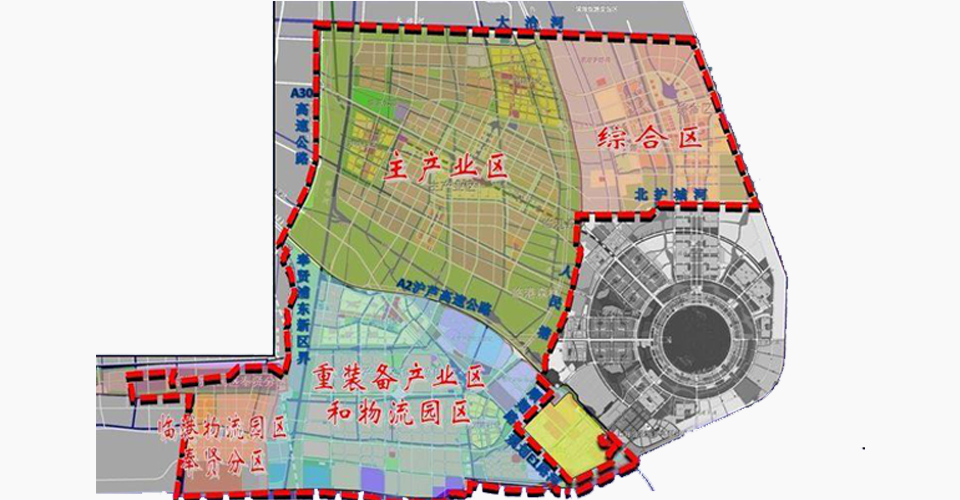 大治河
A30高速公路
综合区
主产业区
北护城河
奉贤浦东新区界
人民塘
A2沪芦高速公路
重装备产业区
和物流园区
临港物流园区
奉贤分区